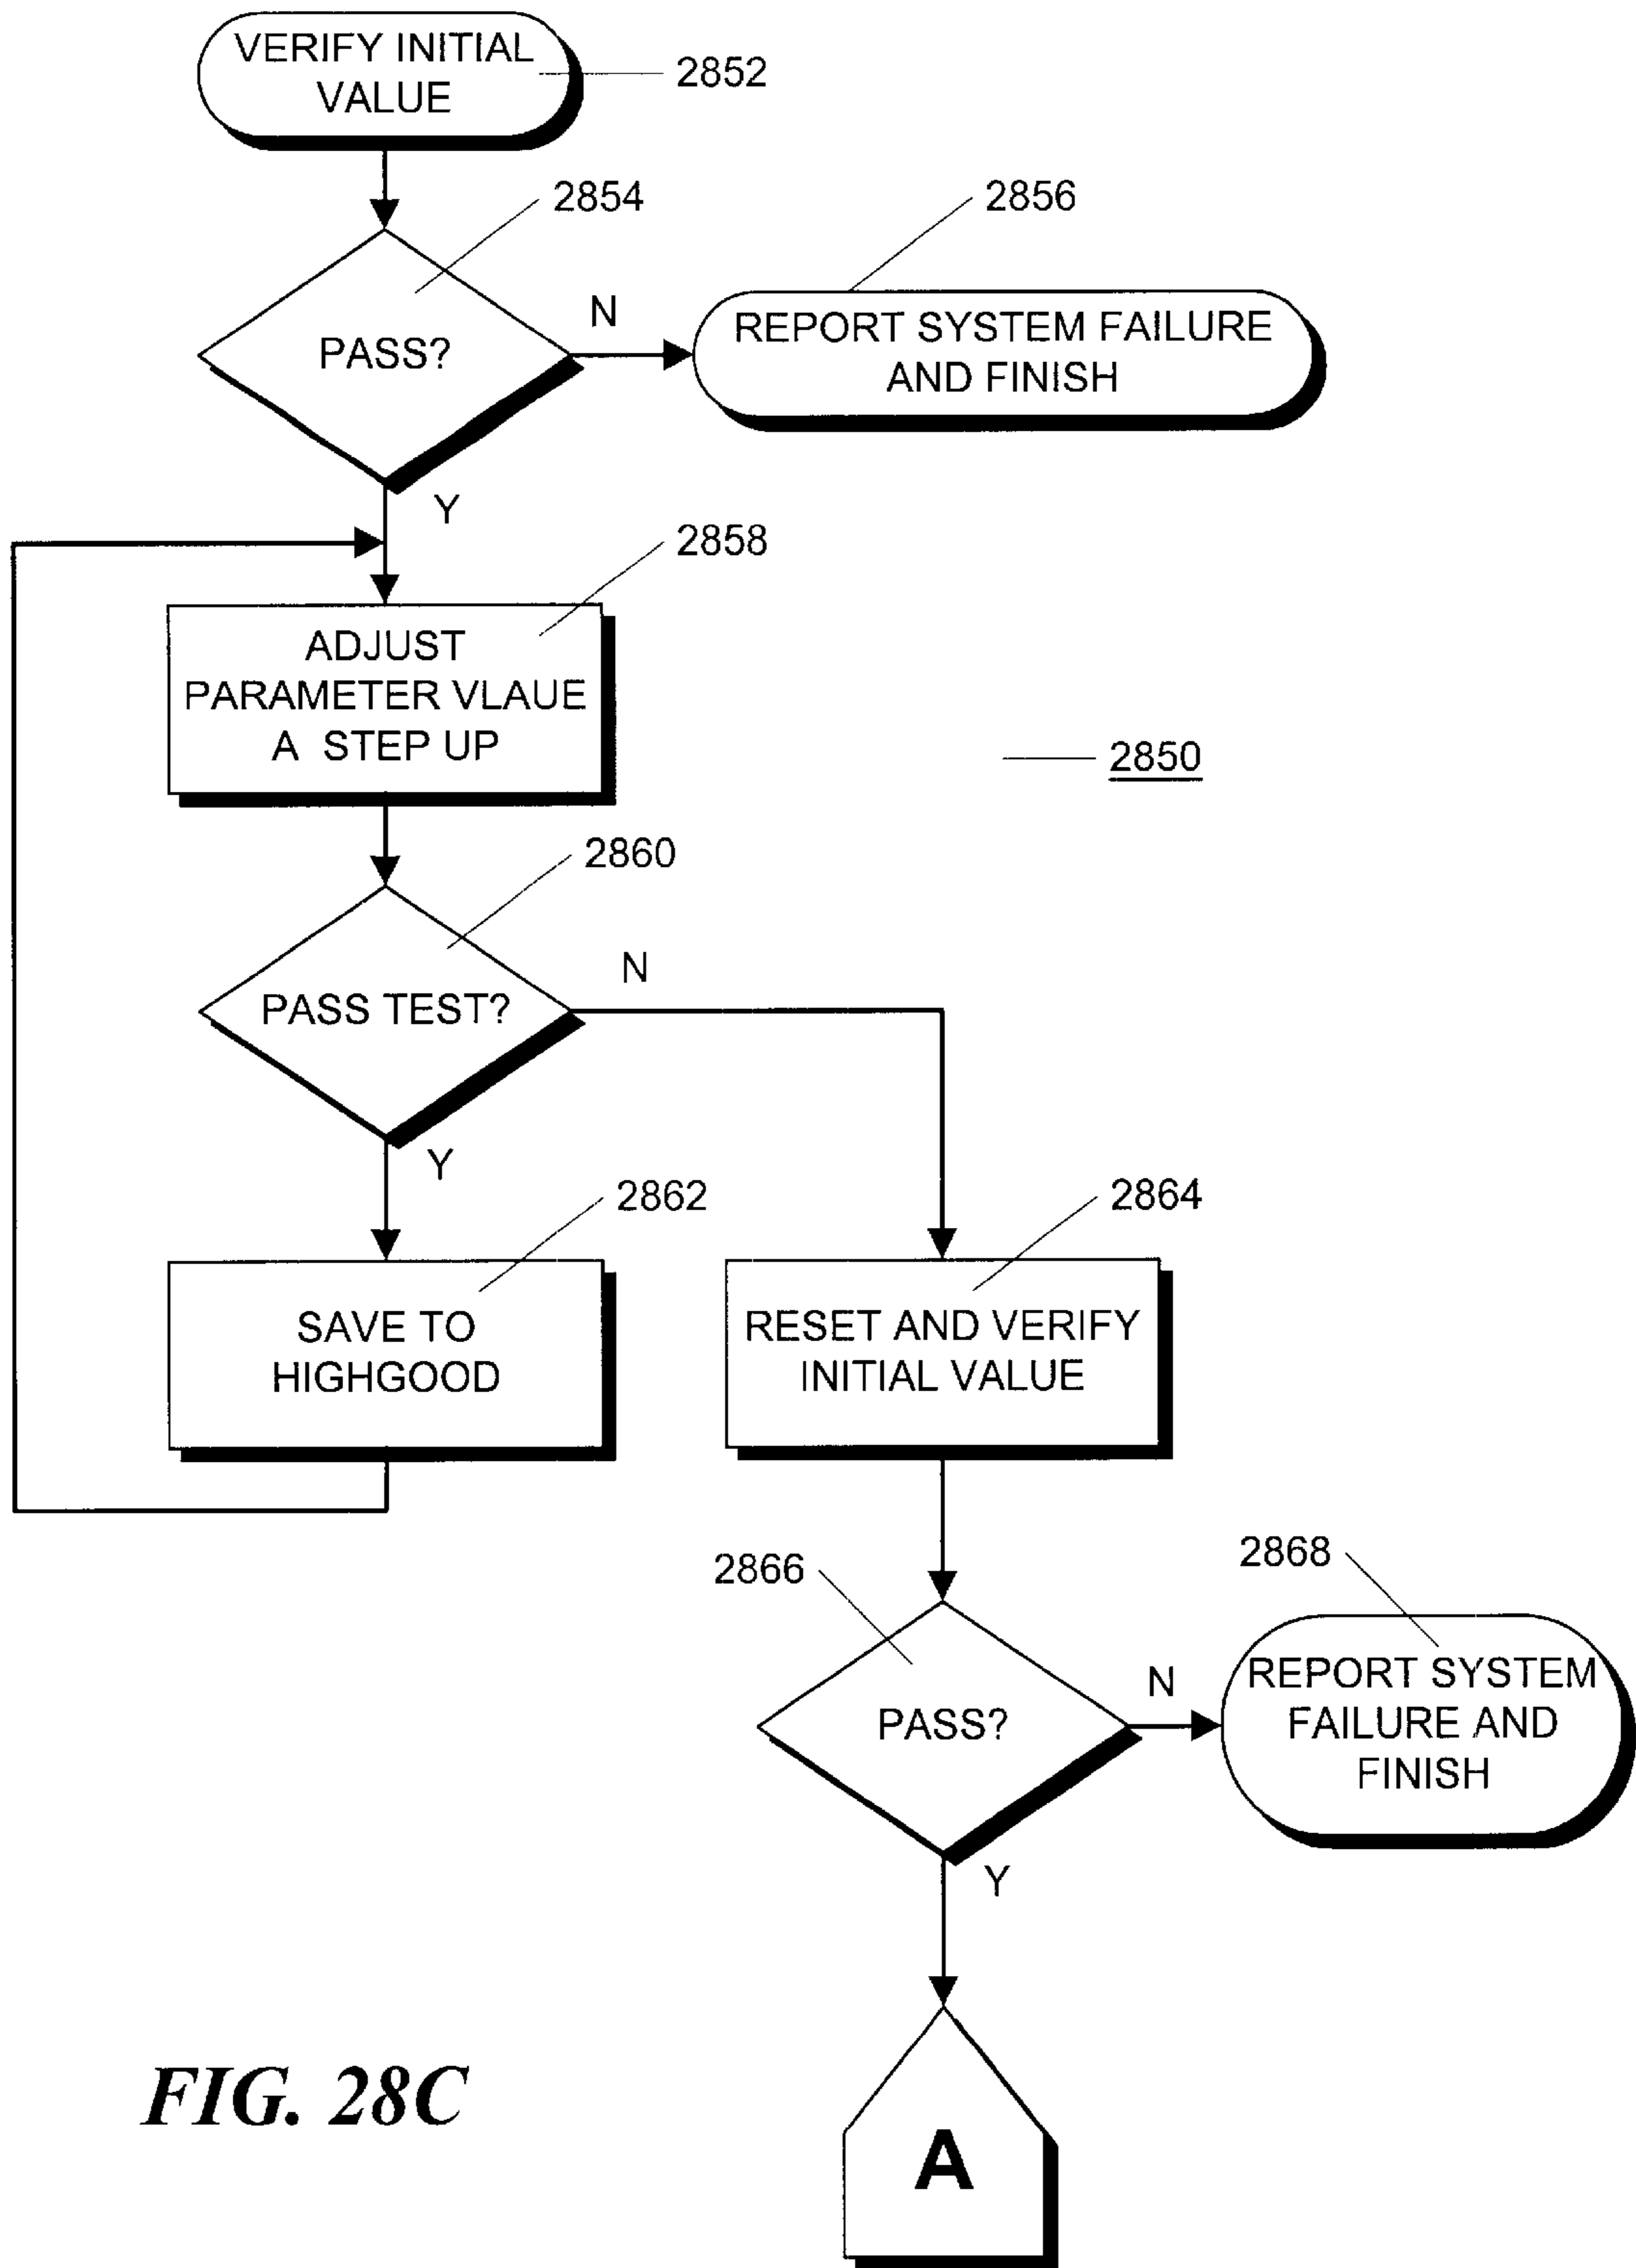 VERIFY INITIAL
VALUE
2852
2854
2856
PASS?
N
REPORT SYSTEM FAILURE
AND FINISH
Y
2858
ADJUST
PARAMETER VLAUE
A STEP UP
2850
2860
PASS TEST?
N
Y
2862
2864
SAVE TO
HIGHGOOD
RESET AND VERIFY
INITIAL VALUE
2866
2868
PASS?
N
REPORT SYSTEM
FAILURE AND
FINISH
Y
A
FIG. 28C